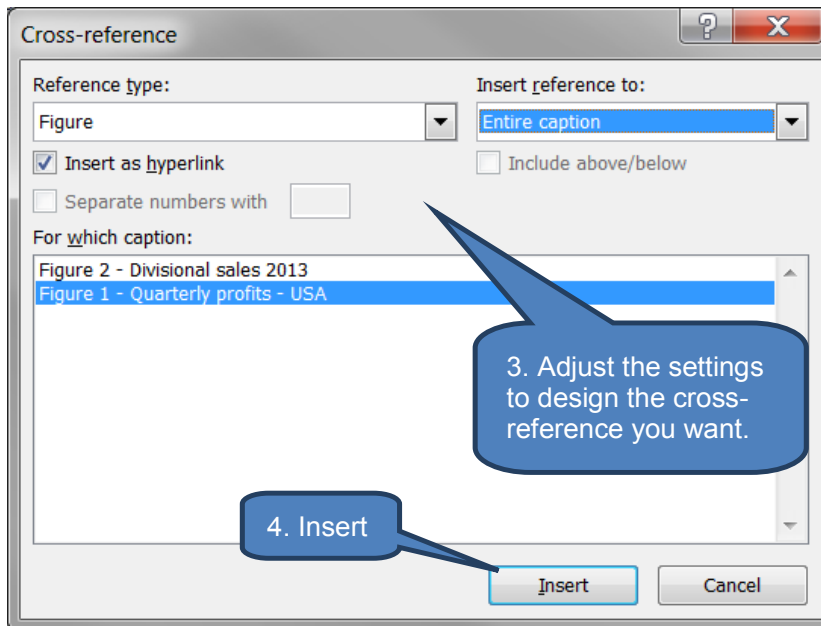 Cross-reference
Reference type:
Insert reference to:
Figure
Entire caption
Insert as hyperlink
Include above/below
Separate numbers with
For which caption:
Figure 2 - Divisional sales 2013
Figure 1 - Quarterly profits - USA
3. Adjust the settings
to design the cross-
reference you want.
4. Insert
Insert
Cancel